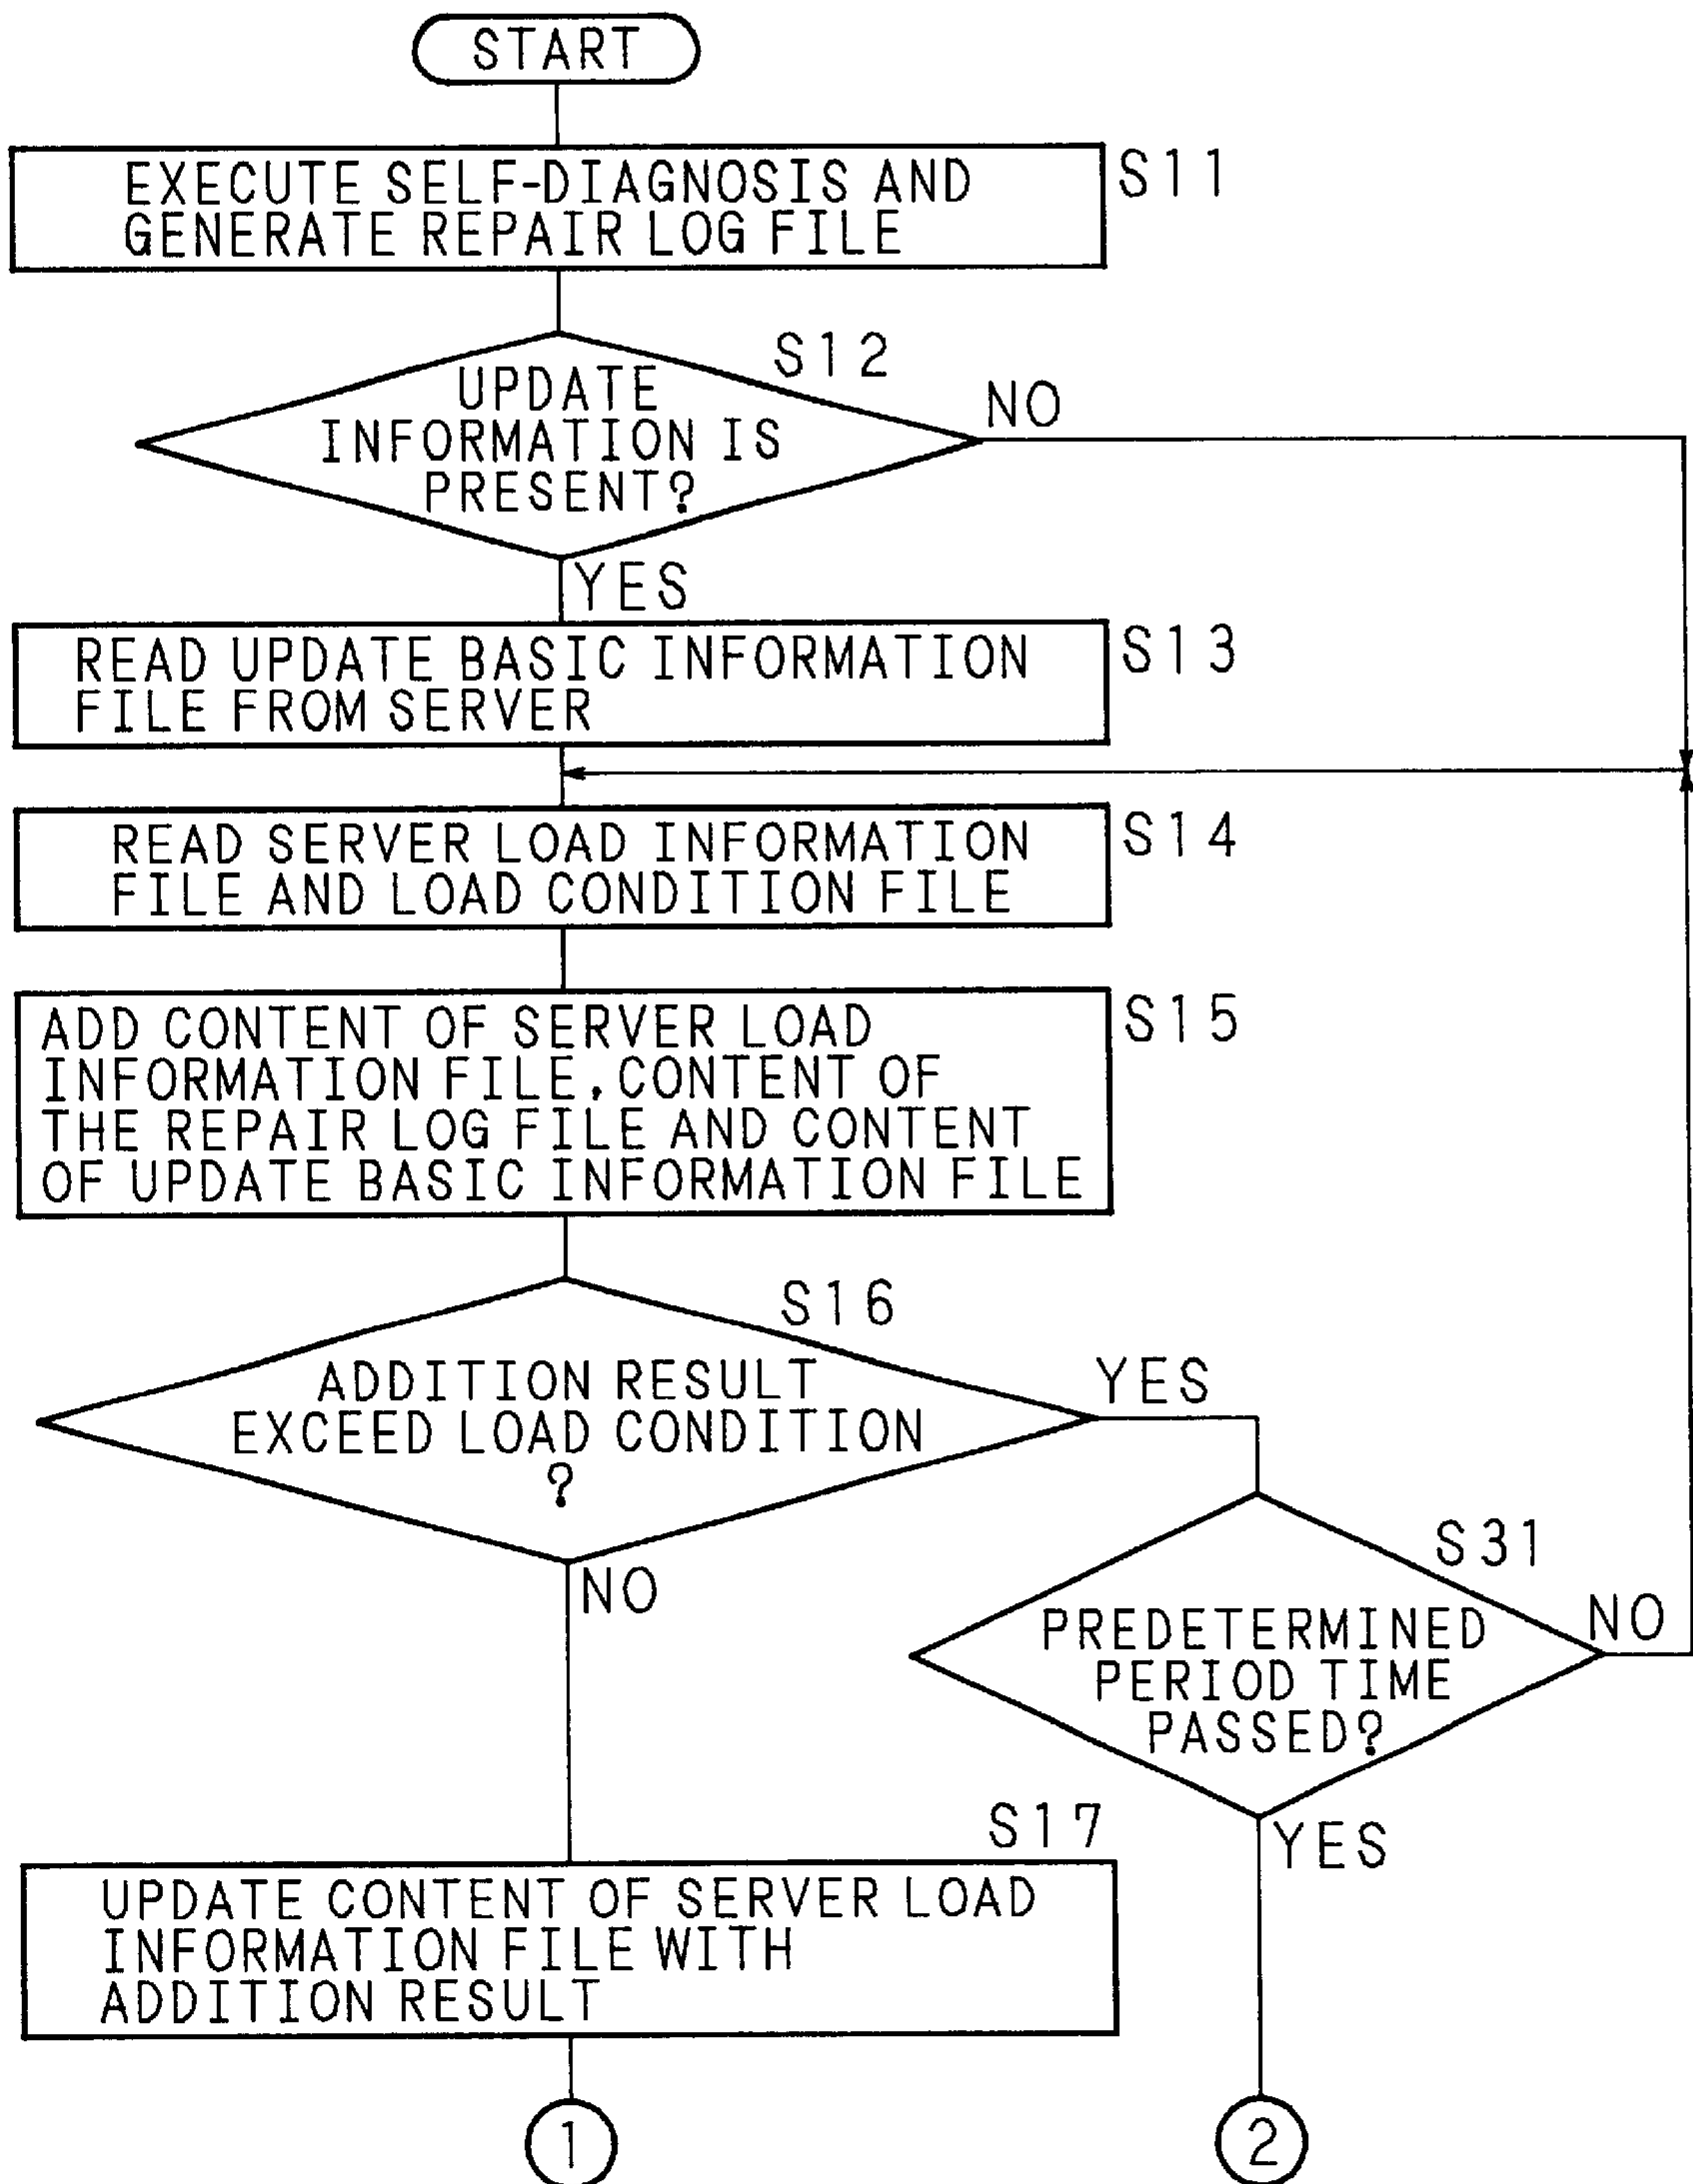 START
EXECUTE SELF-DIAGNOSIS AND
GENERATE REPAIR LOG FILE
S11
S12
UPDATE
INFORMATION IS
PRESENT?
NO
YES
READ UPDATE BASIC INFORMATION
FILE FROM SERVER
S13
READ SERVER LOAD INFORMATION
FILE AND LOAD CONDITION FILE
S14
ADD CONTENT OF SERVER LOAD
INFORMATION FILE, CONTENT OF
THE REPAIR LOG FILE AND CONTENT
OF UPDATE BASIC INFORMATION FILE
S15
S16
ADDITION RESULT
EXCEED LOAD CONDITION
?
YES
NO
S31
PREDETERMINED
PERIOD TIME
PASSED?
NO
YES
S17
UPDATE CONTENT OF SERVER LOAD
INFORMATION FILE WITH
ADDITION RESULT
1
2